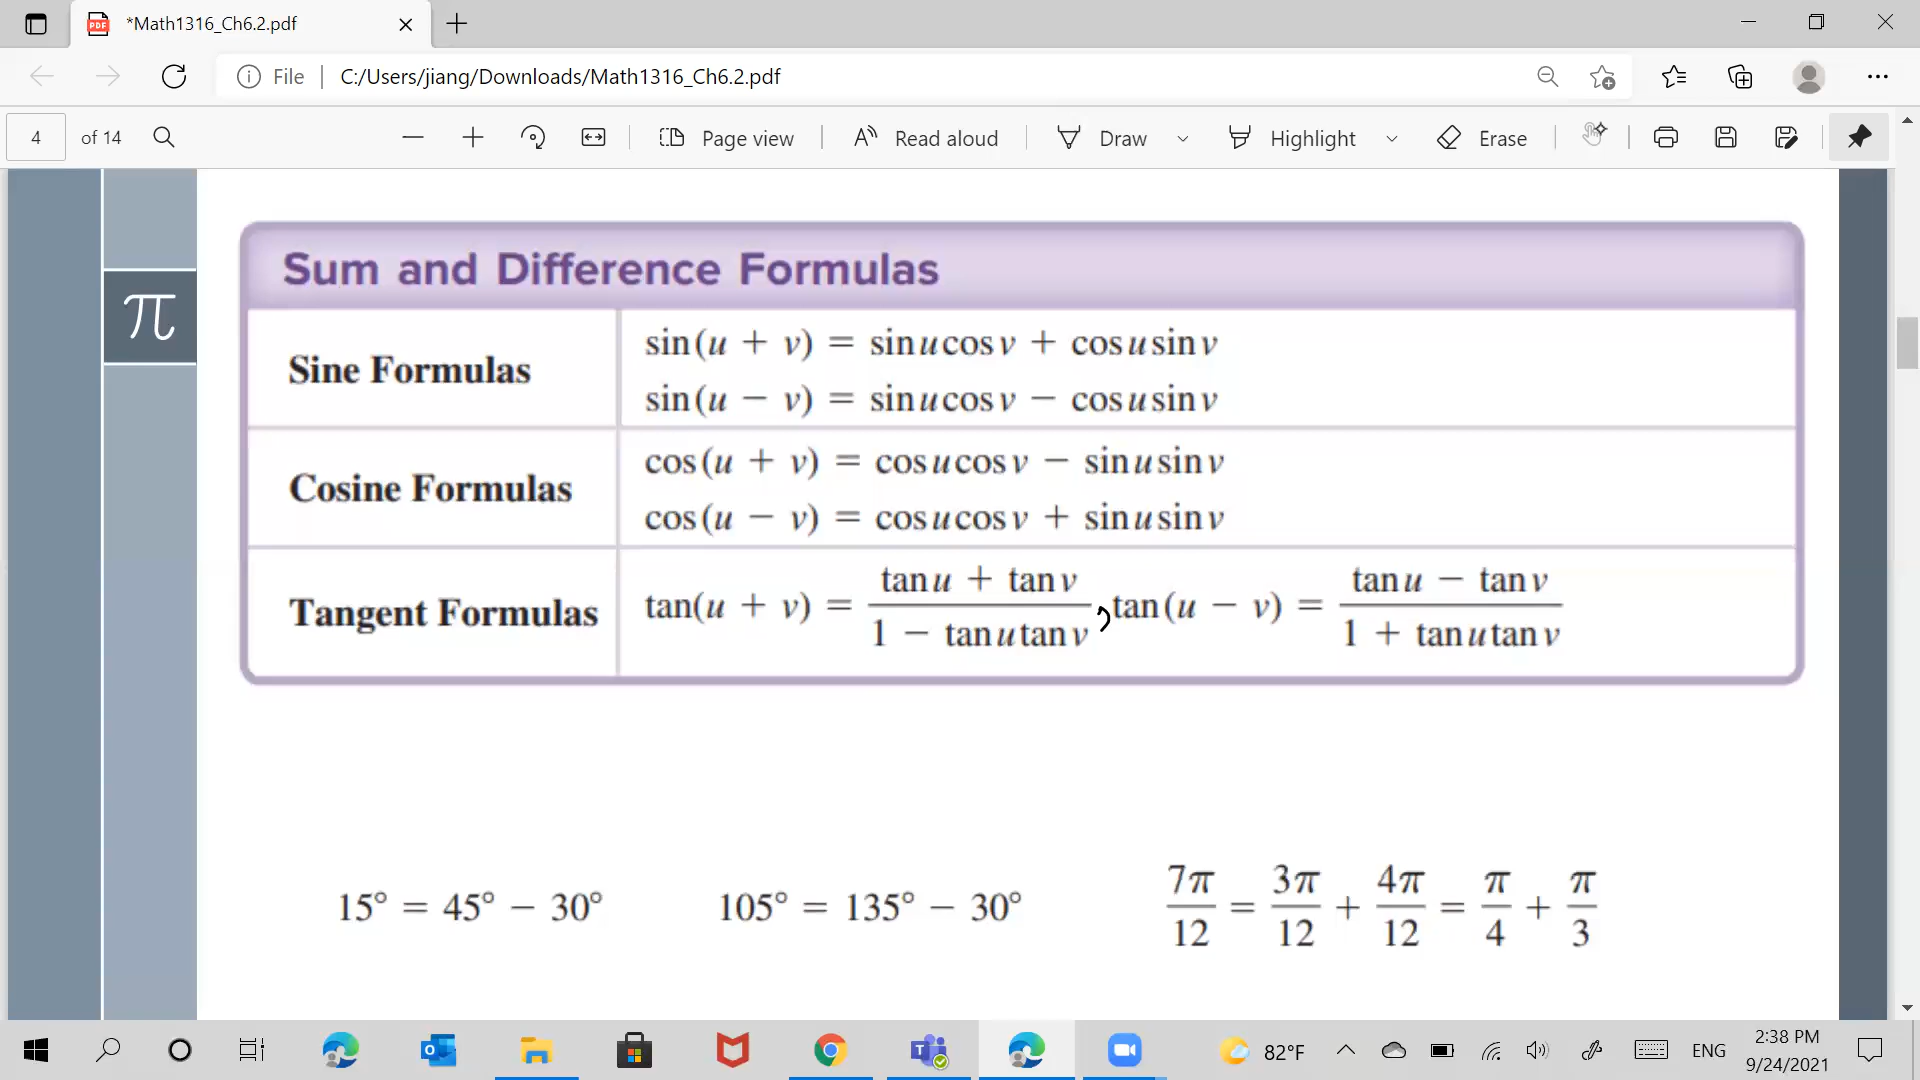 *Math1316_Ch6.2.pdf
File | C:/Users/jiang/Downloads/Math1316_Ch6.2.pdf
4 of 14 Page view Read aloud Draw Highlight Erase
π
Sum and Difference Formulas
Sine Formulas
sin(u + v) = sin u cos v + cos u sin v
sin(u − v) = sin u cos v − cos u sin v
Cosine Formulas
cos(u + v) = cos u cos v − sin u sin v
cos(u − v) = cos u cos v + sin u sin v
Tangent Formulas
tan(u + v) = (tan u + tan v)/(1 − tan u tan v), tan(u − v) = (tan u − tan v)/(1 + tan u tan v)
15° = 45° − 30° 105° = 135° − 30° 7π/12 = 3π/12 + 4π/12 = π/4 + π/3
82°F ENG 2:38 PM
9/24/2021